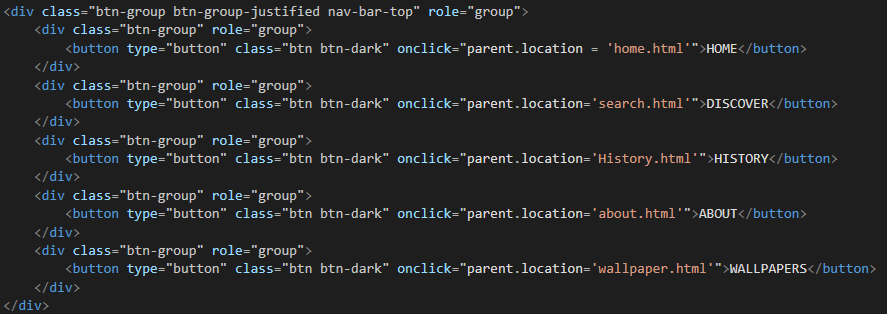 <div class="btn-group btn-group-justified nav-bar-top" role="group">
    <div class="btn-group" role="group">
        <button type="button" class="btn btn-dark" onclick="parent.location = 'home.html'">HOME</button>
    </div>
    <div class="btn-group" role="group">
        <button type="button" class="btn btn-dark" onclick="parent.location='search.html'">DISCOVER</button>
    </div>
    <div class="btn-group" role="group">
        <button type="button" class="btn btn-dark" onclick="parent.location='History.html'">HISTORY</button>
    </div>
    <div class="btn-group" role="group">
        <button type="button" class="btn btn-dark" onclick="parent.location='about.html'">ABOUT</button>
    </div>
    <div class="btn-group" role="group">
        <button type="button" class="btn btn-dark" onclick="parent.location='wallpaper.html'">WALLPAPERS</button>
    </div>
</div>